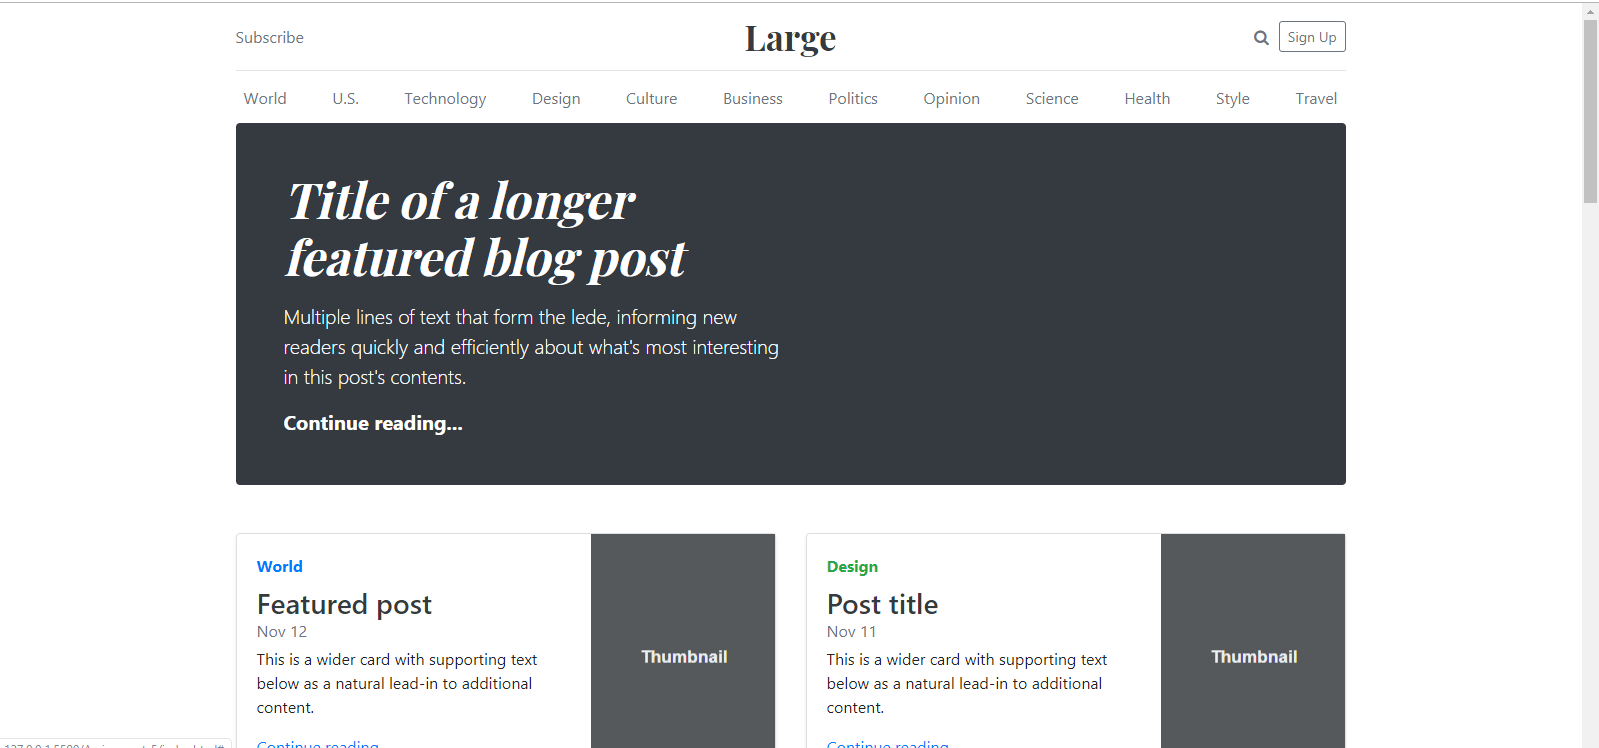 Subscribe
Large
Sign Up
World U.S. Technology Design Culture Business Politics Opinion Science Health Style Travel
Title of a longer
featured blog post
Multiple lines of text that form the lede, informing new
readers quickly and efficiently about what's most interesting
in this post's contents.
Continue reading...
World
Featured post
Nov 12
This is a wider card with supporting text
below as a natural lead-in to additional
content.
Continue reading
Thumbnail
Design
Post title
Nov 11
This is a wider card with supporting text
below as a natural lead-in to additional
content.
Continue reading
Thumbnail